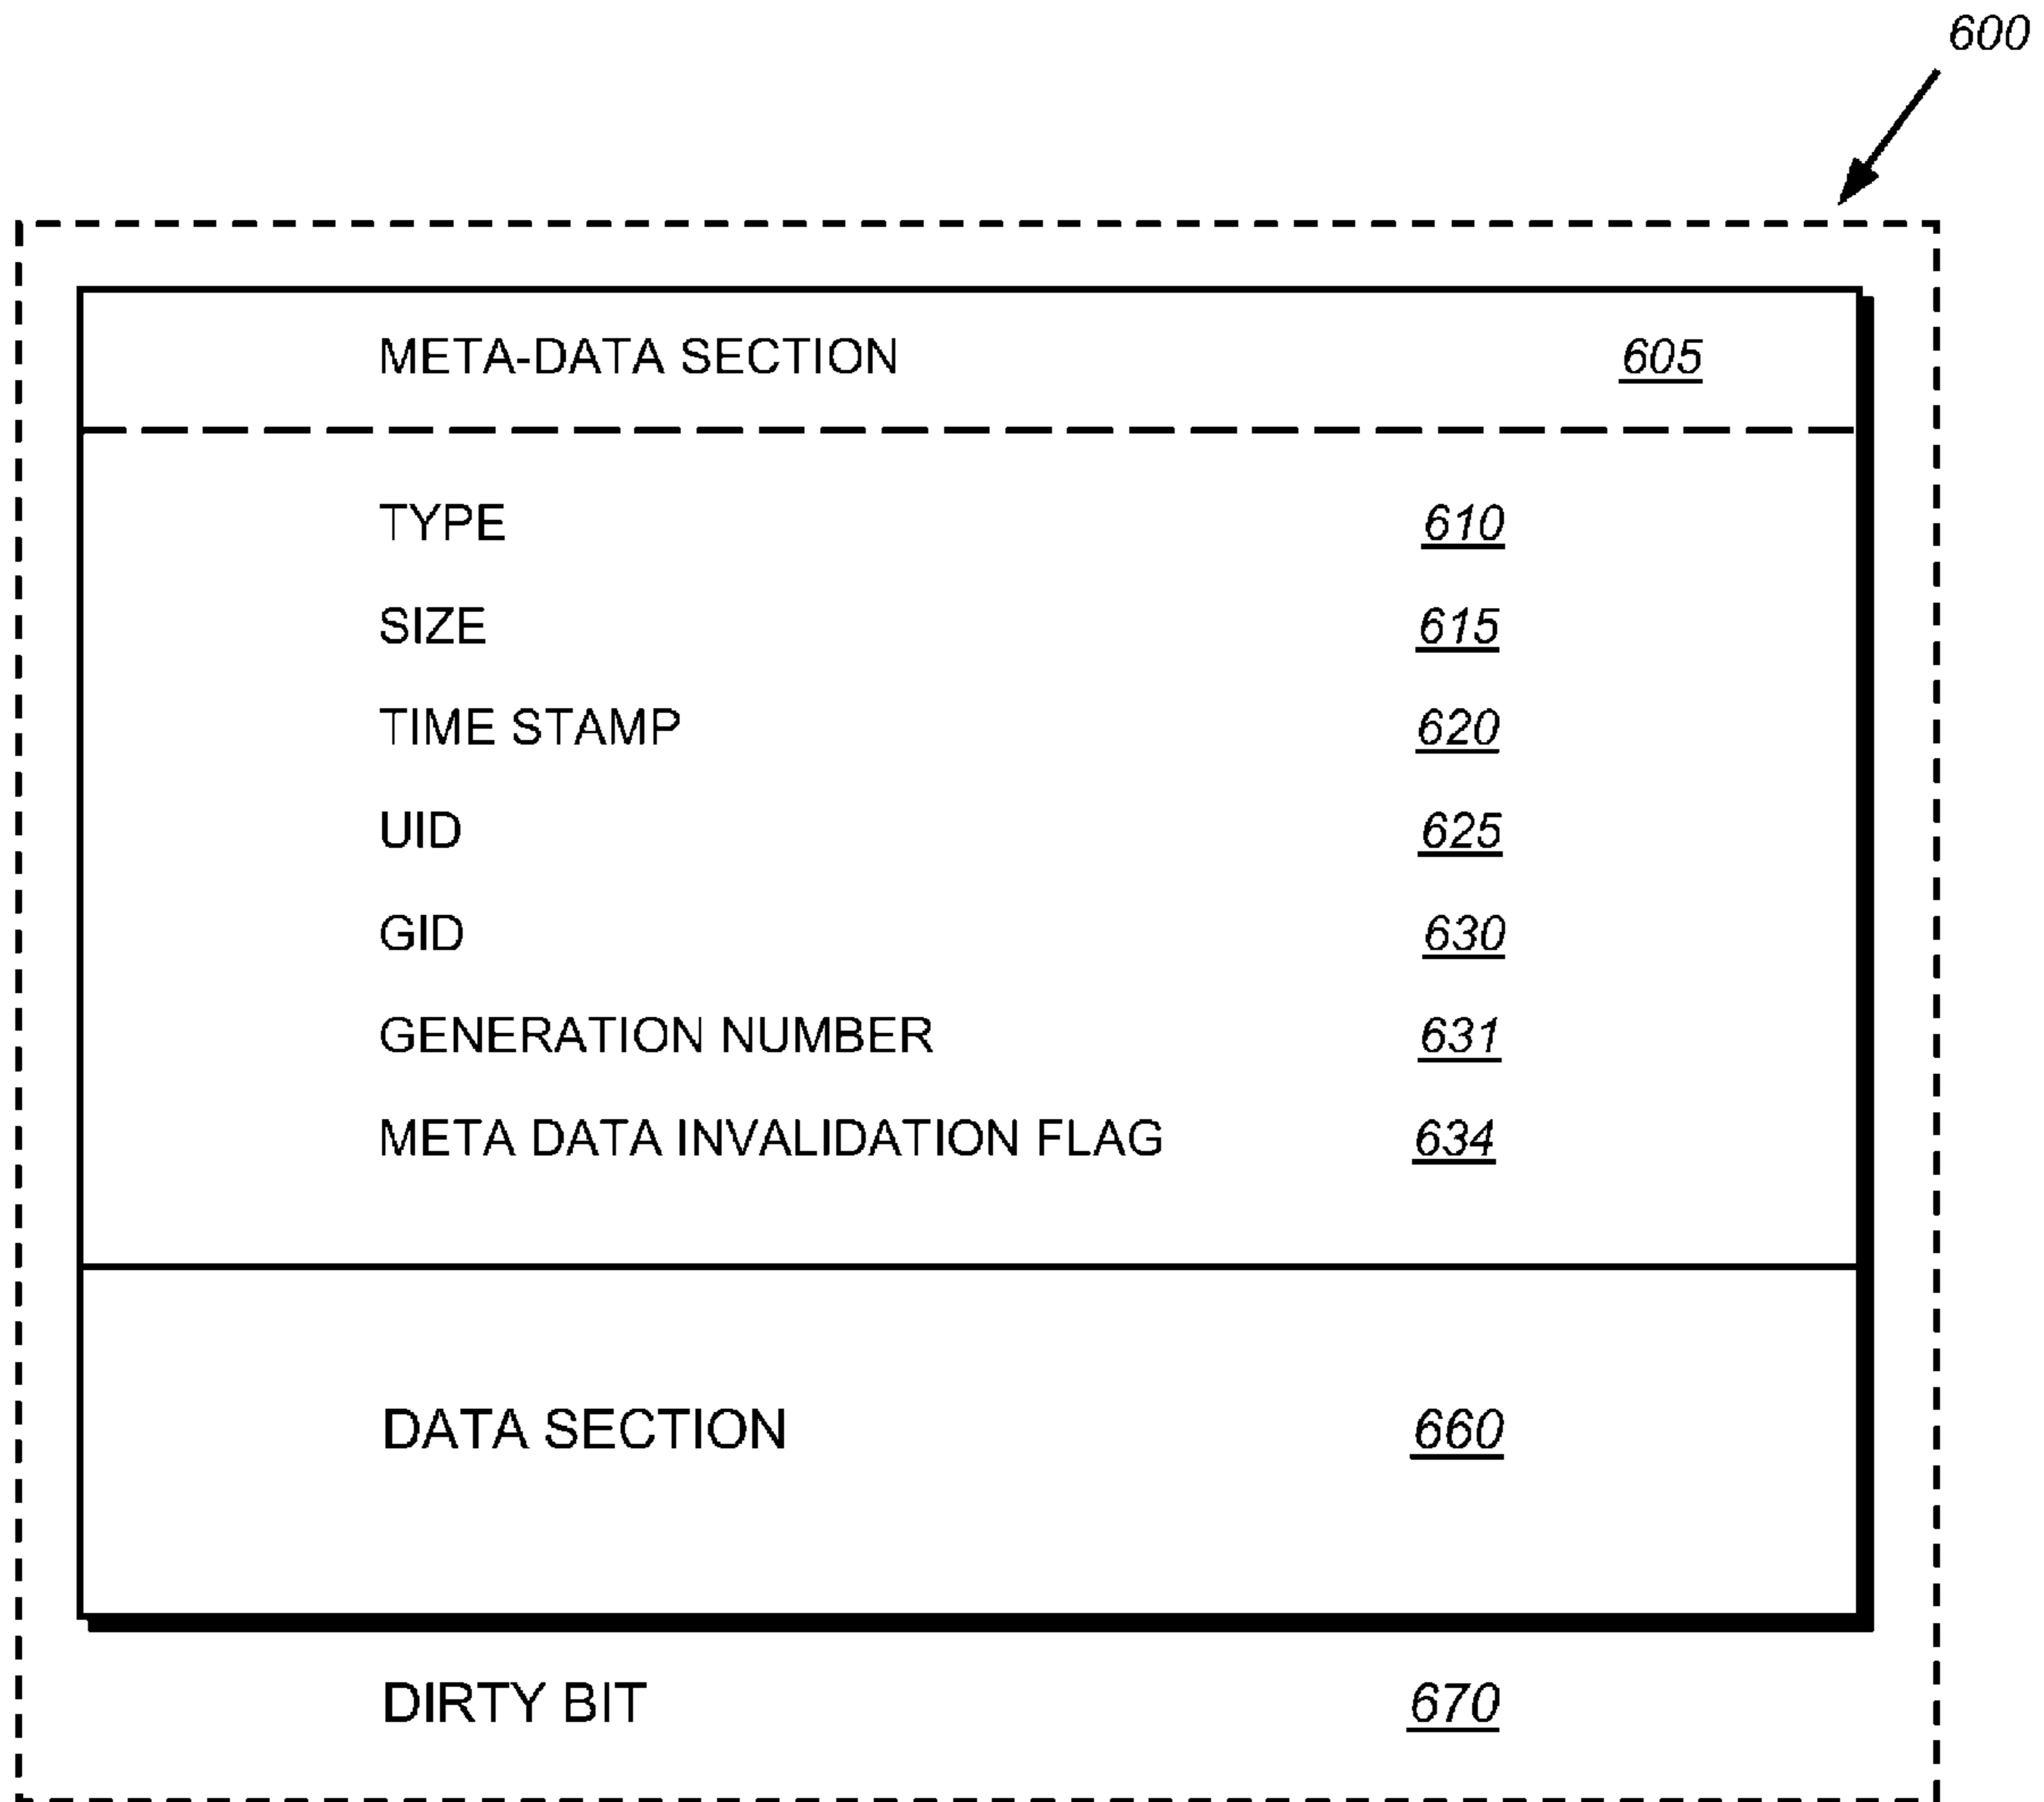 600
META-DATA SECTION 605
TYPE 610
SIZE 615
TIME STAMP 620
UID 625
GID 630
GENERATION NUMBER 631
META DATA INVALIDATION FLAG 634
DATA SECTION 660
DIRTY BIT 670